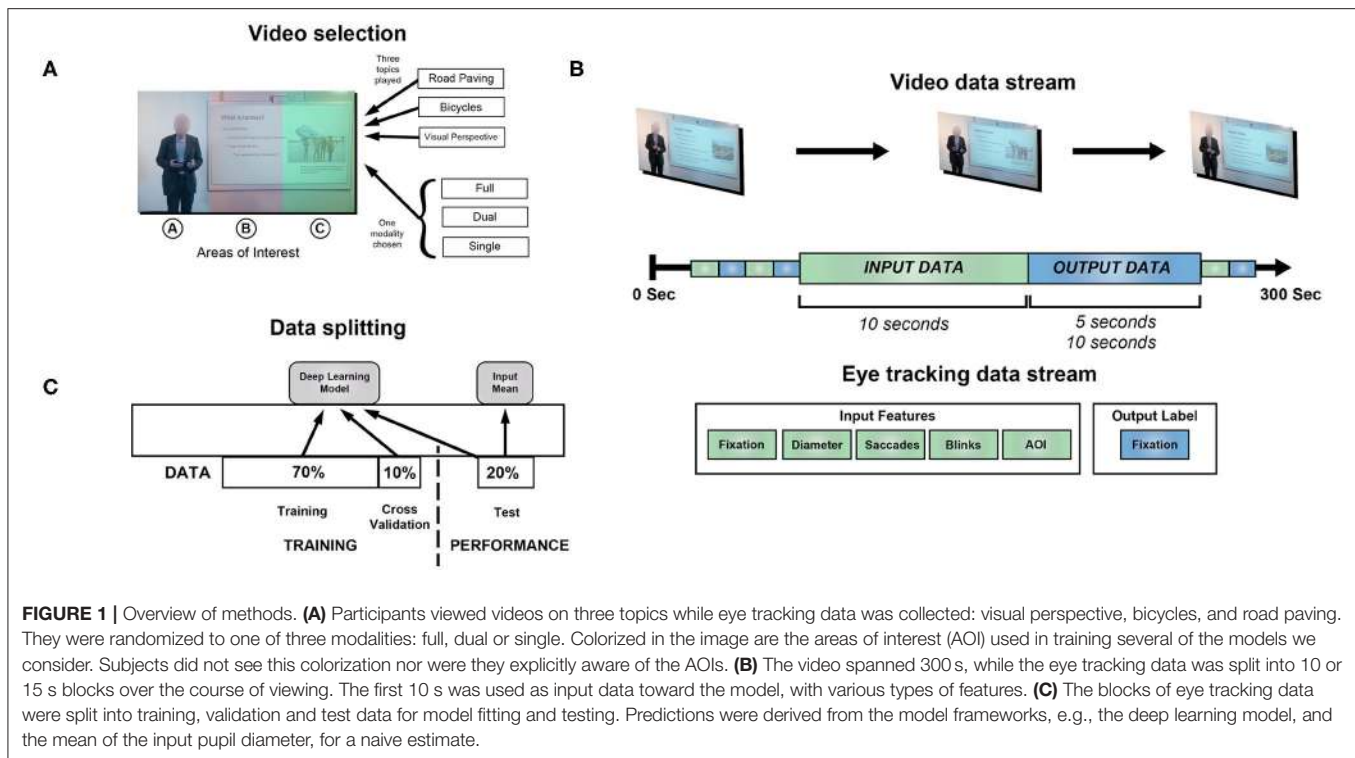 Video selection
A
Three
topics
played
Road Paving
Bicycles
Visual Perspective
Full
Dual
Single
One
modality
chosen
A
B
C
Areas of Interest
B
Video data stream
INPUT DATA
OUTPUT DATA
0 Sec
300 Sec
10 seconds
5 seconds
10 seconds
Eye tracking data stream
Input Features
Fixation
Diameter
Saccades
Blinks
AOI
Output Label
Fixation
Data splitting
C
Deep Learning
Model
Input
Mean
DATA
70%
10%
20%
Training
Cross
Validation
Test
TRAINING
PERFORMANCE
FIGURE 1 | Overview of methods. (A) Participants viewed videos on three topics while eye tracking data was collected: visual perspective, bicycles, and road paving.
They were randomized to one of three modalities: full, dual or single. Colorized in the image are the areas of interest (AOI) used in training several of the models we
consider. Subjects did not see this colorization nor were they explicitly aware of the AOIs. (B) The video spanned 300 s, while the eye tracking data was split into 10 or
15 s blocks over the course of viewing. The first 10 s was used as input data toward the model, with various types of features. (C) The blocks of eye tracking data
were split into training, validation and test data for model fitting and testing. Predictions were derived from the model frameworks, e.g., the deep learning model, and
the mean of the input pupil diameter, for a naive estimate.